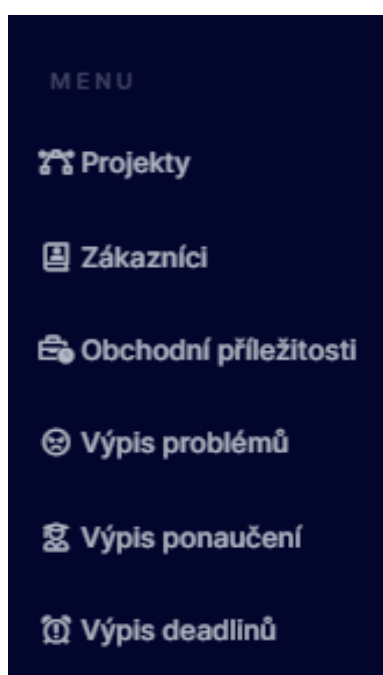 MENU
Projekty
Zákazníci
Obchodní příležitosti
Výpis problémů
Výpis ponaučení
Výpis deadlinů